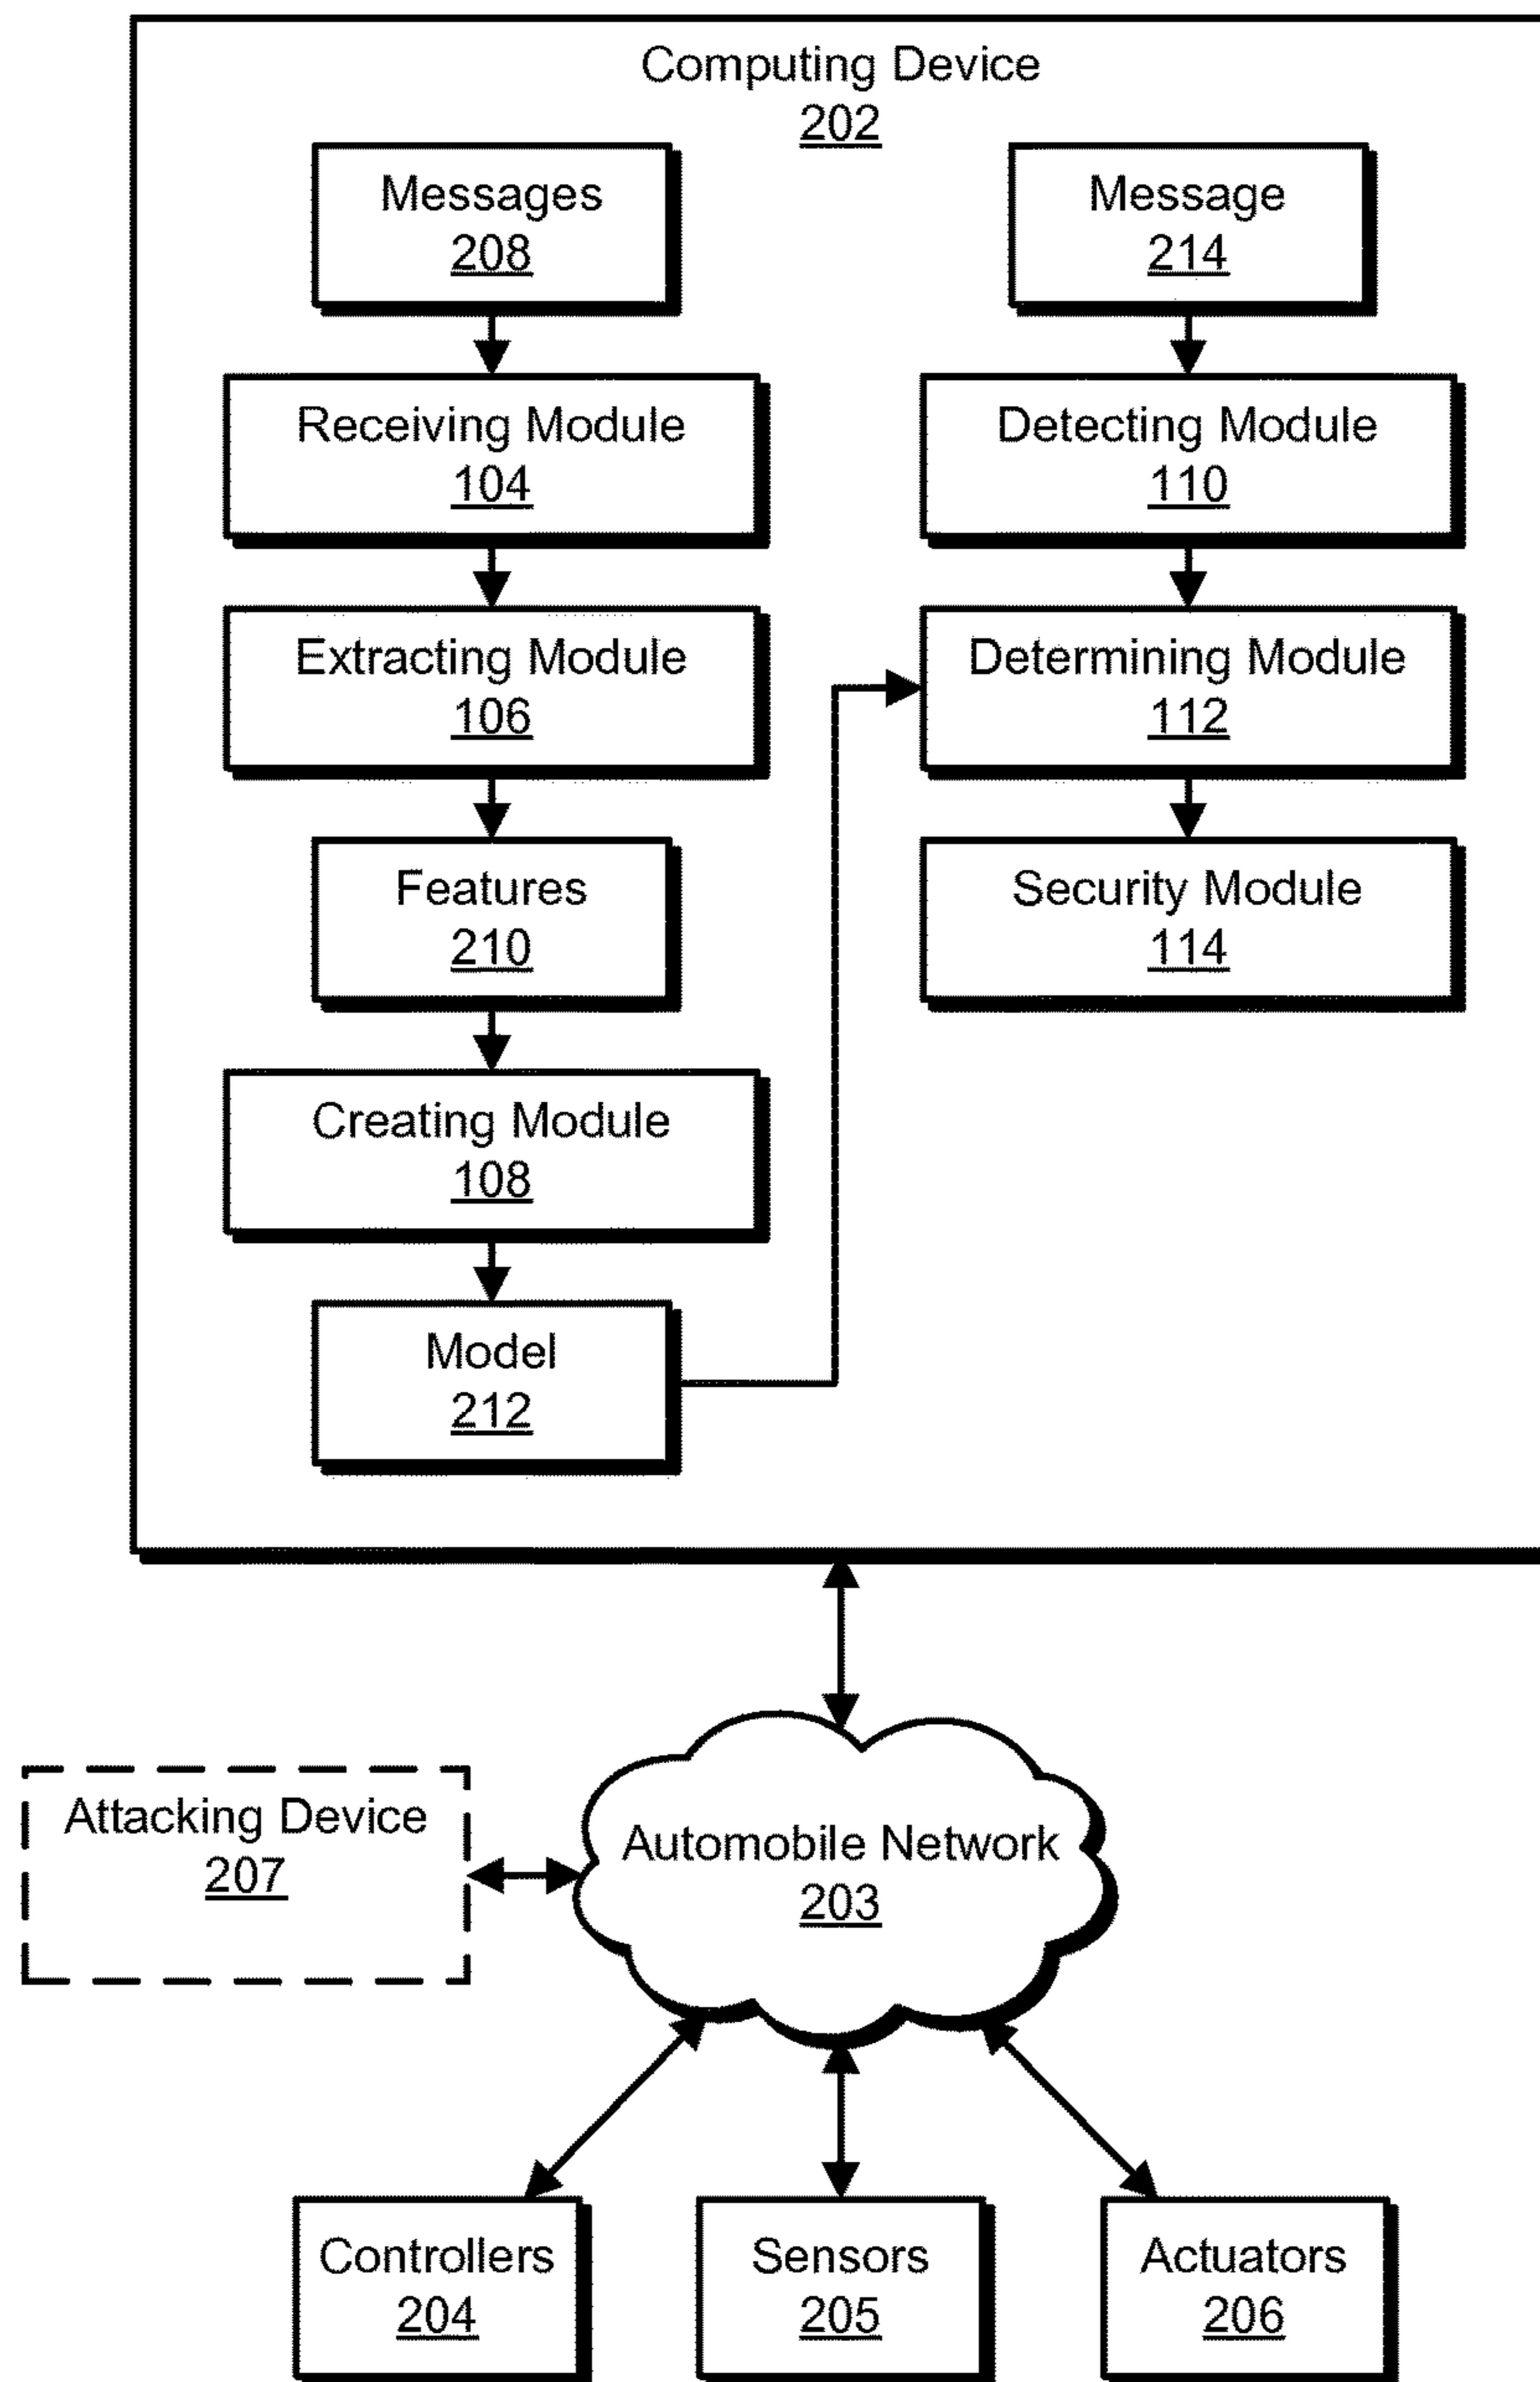 Computing Device
202
Messages
208
Message
214
Receiving Module
104
Detecting Module
110
Extracting Module
106
Determining Module
112
Features
210
Security Module
114
Creating Module
108
Model
212
Attacking Device
207
Automobile Network
203
Controllers
204
Sensors
205
Actuators
206